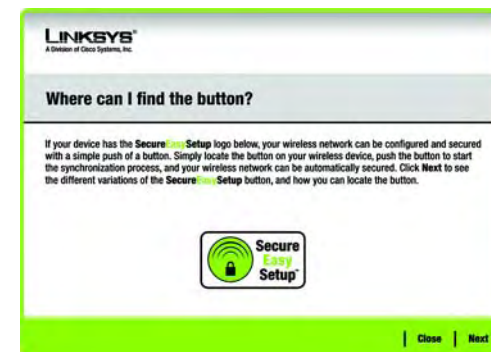 LINKSYS®
A Division of Cisco Systems, Inc.
Where can I find the button?
If your device has the SecureEasySetup logo below, your wireless network can be configured and secured
with a simple push of a button. Simply locate the button on your wireless device, push the button to start
the synchronization process, and your wireless network can be automatically secured. Click Next to see
the different variations of the SecureEasySetup button, and how you can locate the button.
Secure
Easy
Setup™
Close | Next